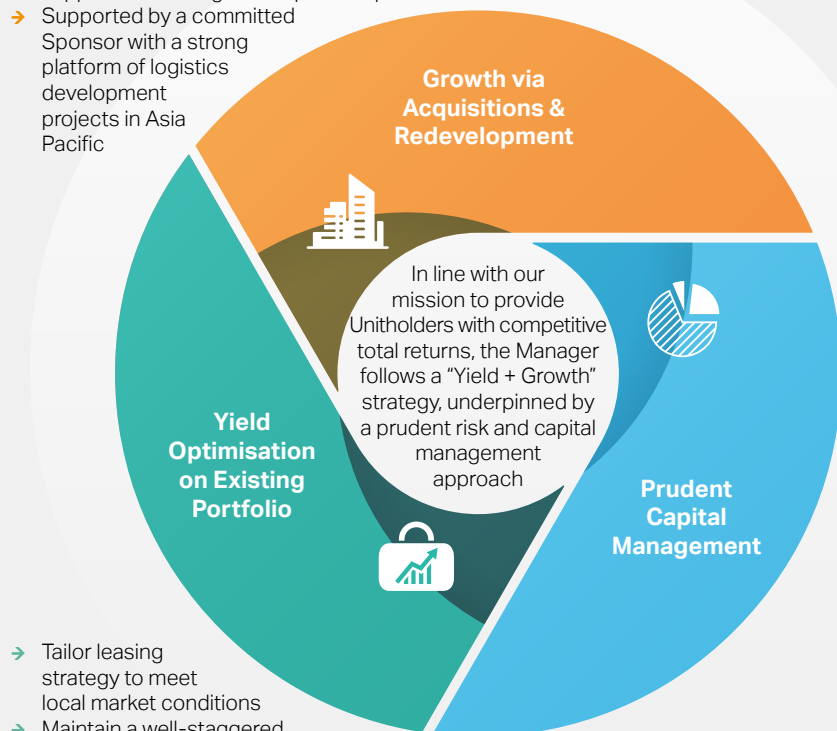 → Supported by a committed
Sponsor with a strong
platform of logistics
development
projects in Asia
Pacific
Growth via
Acquisitions &
Redevelopment
In line with our
mission to provide
Unitholders with competitive
total returns, the Manager
follows a “Yield + Growth”
strategy, underpinned by
a prudent risk and capital
management
approach
Yield
Optimisation
on Existing
Portfolio
Prudent
Capital
Management
→ Tailor leasing
strategy to meet
local market conditions
→ Maintain a well-staggered